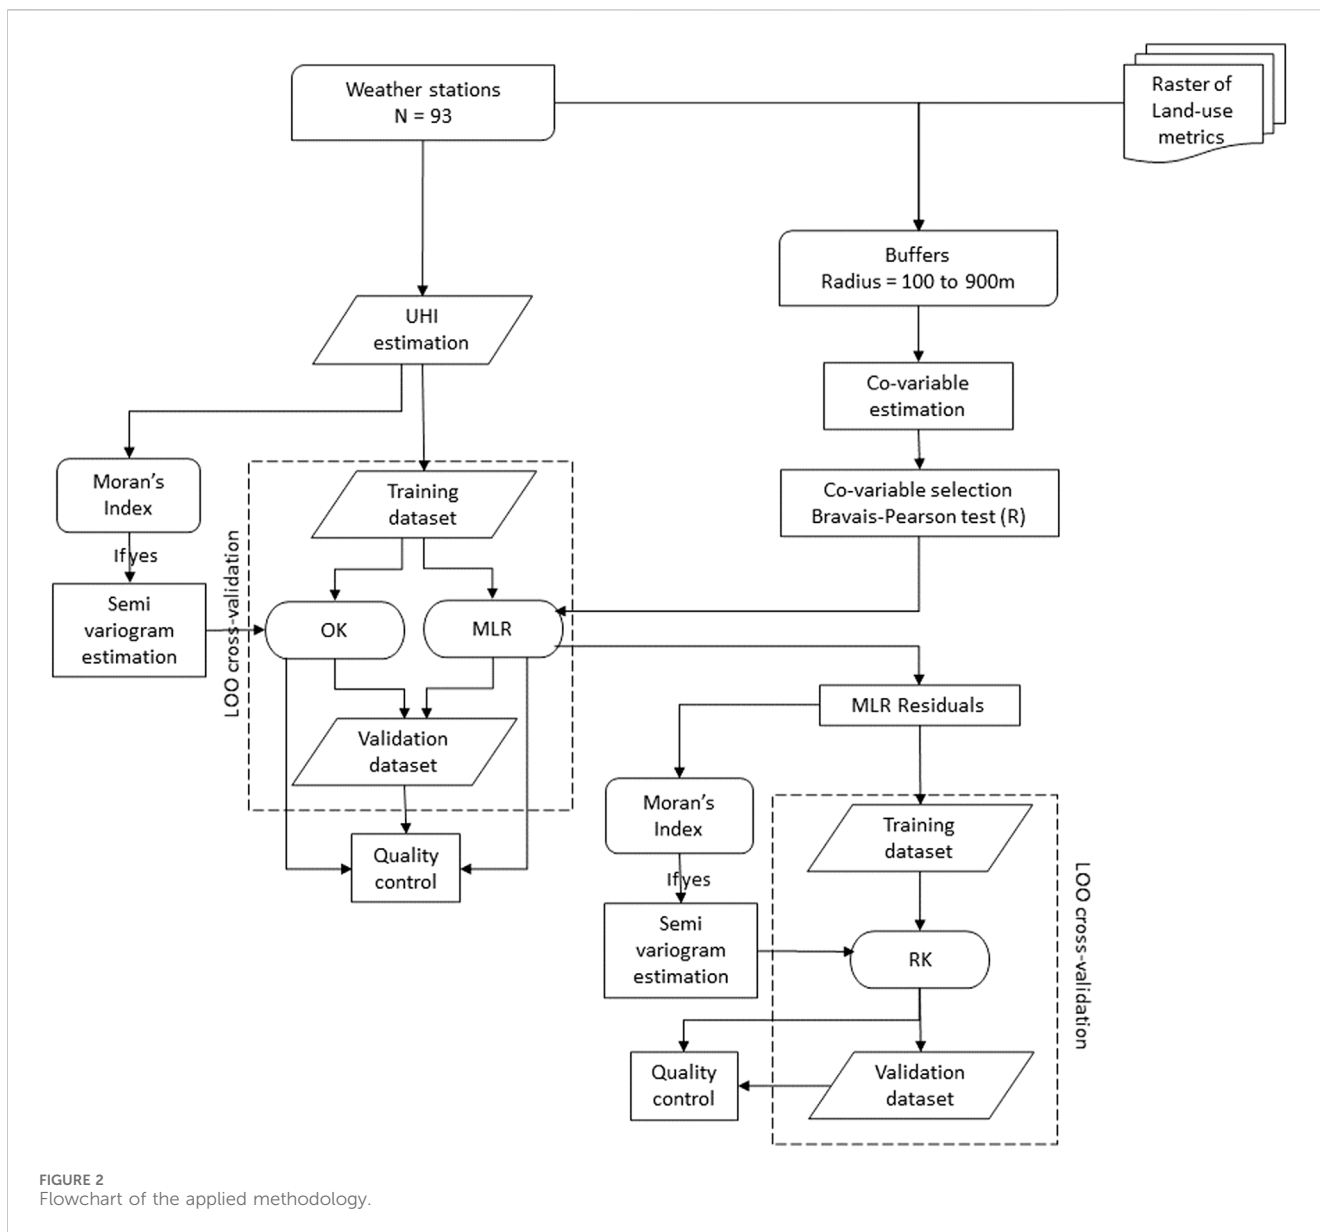 Weather stations
N = 93
Raster of
Land-use
metrics
Buffers
Radius = 100 to 900m
UHI
estimation
Co-variable
estimation
Moran's
Index
Training
dataset
Co-variable selection
Bravais-Pearson test (R)
If yes
LOO cross-validation
Semi
variogram
estimation
OK
MLR
MLR Residuals
Validation
dataset
Quality
control
Moran's
Index
Training
dataset
If yes
LOO cross-validation
Semi
variogram
estimation
RK
Quality
control
Validation
dataset
FIGURE 2
Flowchart of the applied methodology.